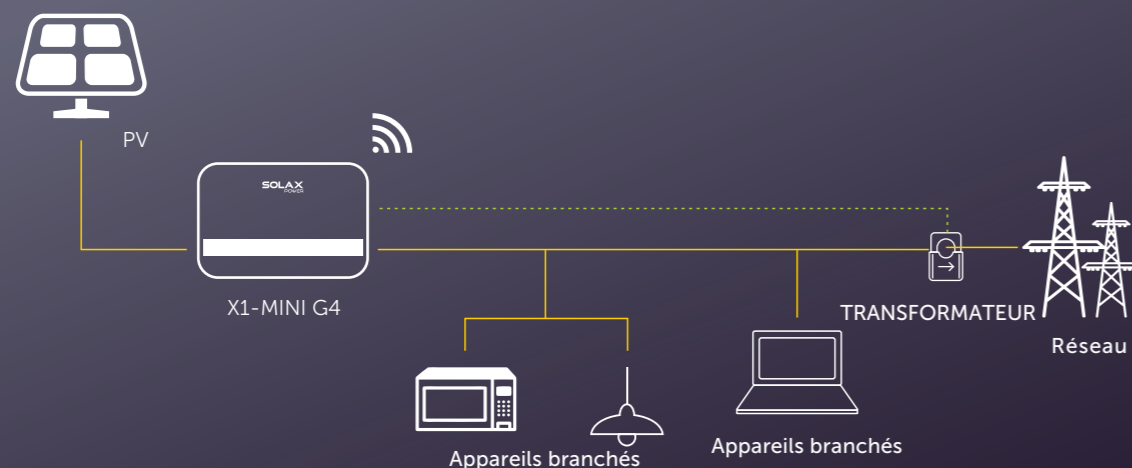 PV
SOLAX
POWER
X1-MINI G4
TRANSFORMATEUR
Réseau
Appareils branchés
Appareils branchés